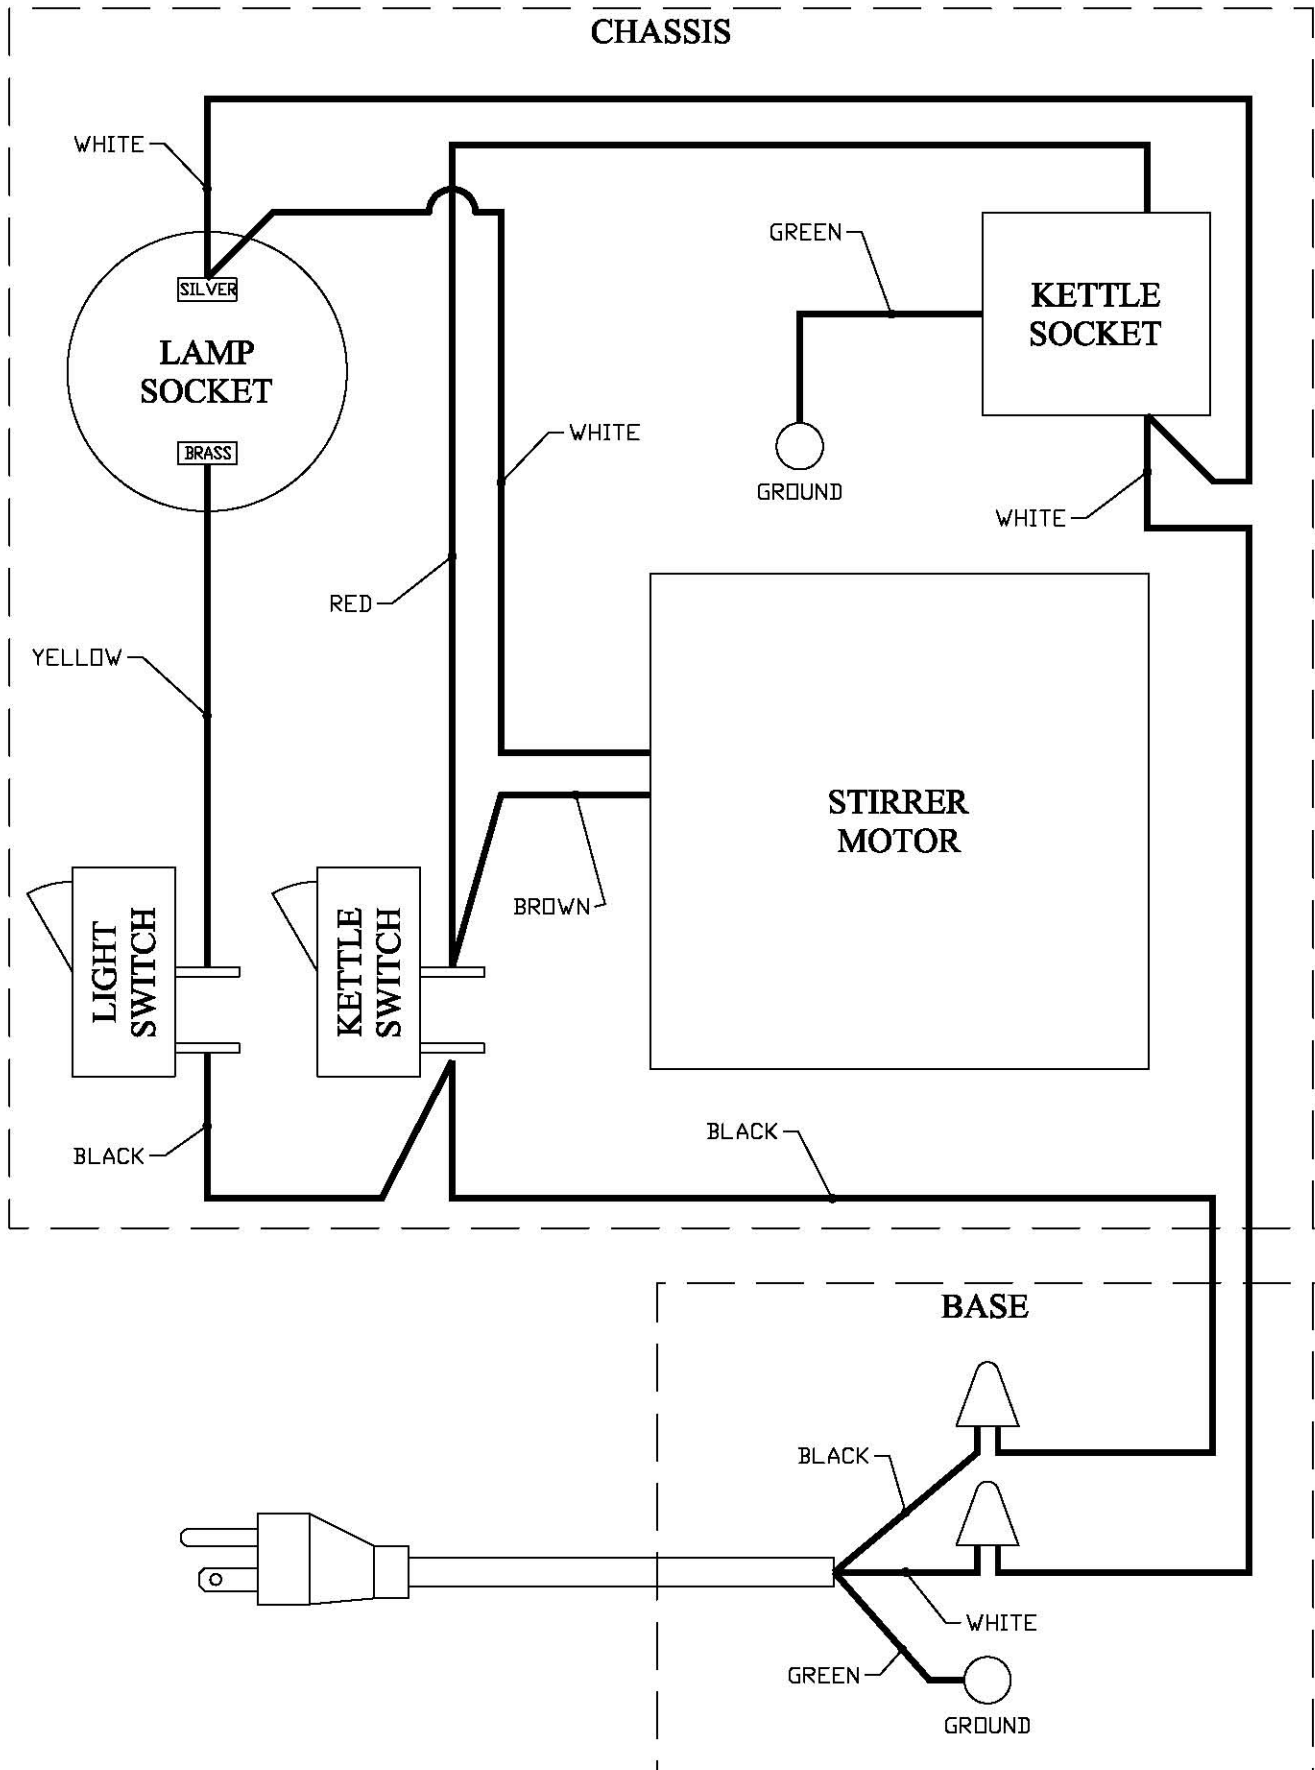 CHASSIS
WHITE
GREEN
SILVER
KETTLE
SOCKET
LAMP
SOCKET
WHITE
BRASS
GROUND
WHITE
RED
YELLOW
STIRRER
MOTOR
BROWN
LIGHT
SWITCH
KETTLE
SWITCH
BLACK
BLACK
BASE
BLACK
WHITE
GREEN
GROUND